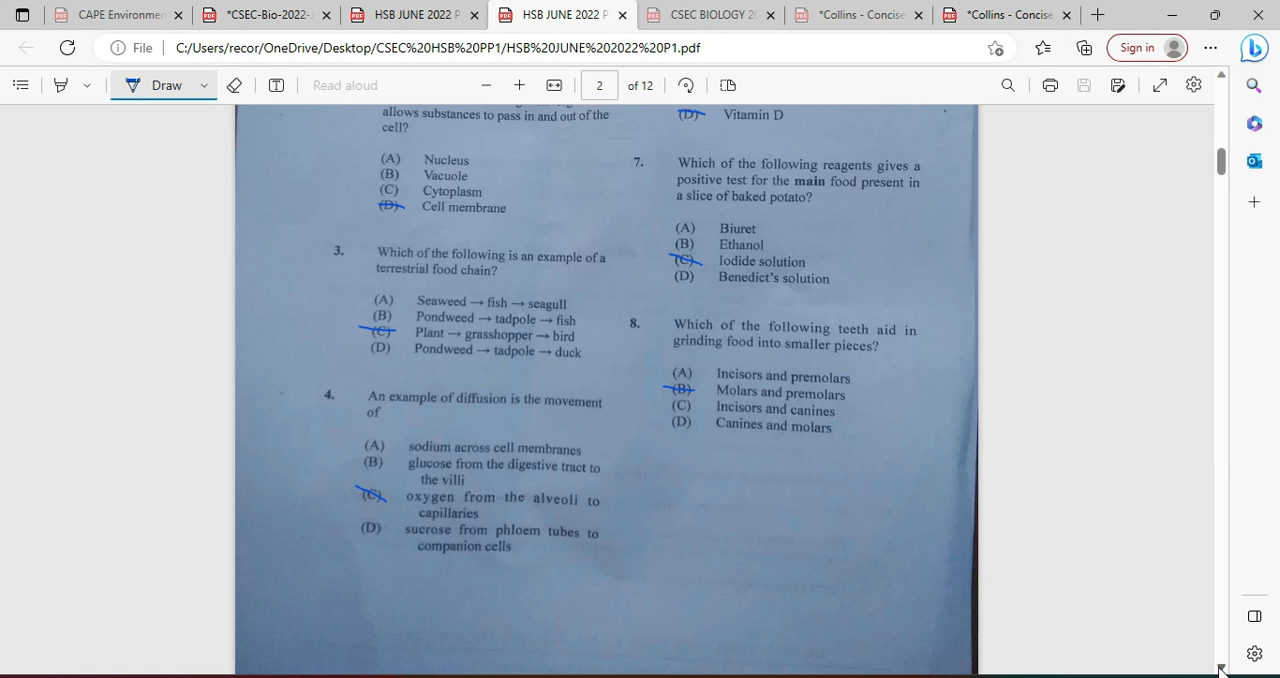 CAPE Environmen
*CSEC-Bio-2022-
HSB JUNE 2022 P
HSB JUNE 2022 P
CSEC BIOLOGY 20
*Collins - Concise
*Collins - Concise
File
C:/Users/recor/OneDrive/Desktop/CSEC%20HSB%20PP1/HSB%20JUNE%202022%20P1.pdf
Sign in
Draw
Read aloud
2 of 12
allows substances to pass in and out of the
cell?
(A) Nucleus
(B) Vacuole
(C) Cytoplasm
(D) Cell membrane
3. Which of the following is an example of a
terrestrial food chain?
(A) Seaweed → fish → seagull
(B) Pondweed → tadpole → fish
(C) Plant → grasshopper → bird
(D) Pondweed → tadpole → duck
4. An example of diffusion is the movement
of
(A) sodium across cell membranes
(B) glucose from the digestive tract to
the villi
(C) oxygen from the alveoli to
capillaries
(D) sucrose from phloem tubes to
companion cells
(D) Vitamin D
7. Which of the following reagents gives a
positive test for the main food present in
a slice of baked potato?
(A) Biuret
(B) Ethanol
(C) Iodide solution
(D) Benedict's solution
8. Which of the following teeth aid in
grinding food into smaller pieces?
(A) Incisors and premolars
(B) Molars and premolars
(C) Incisors and canines
(D) Canines and molars